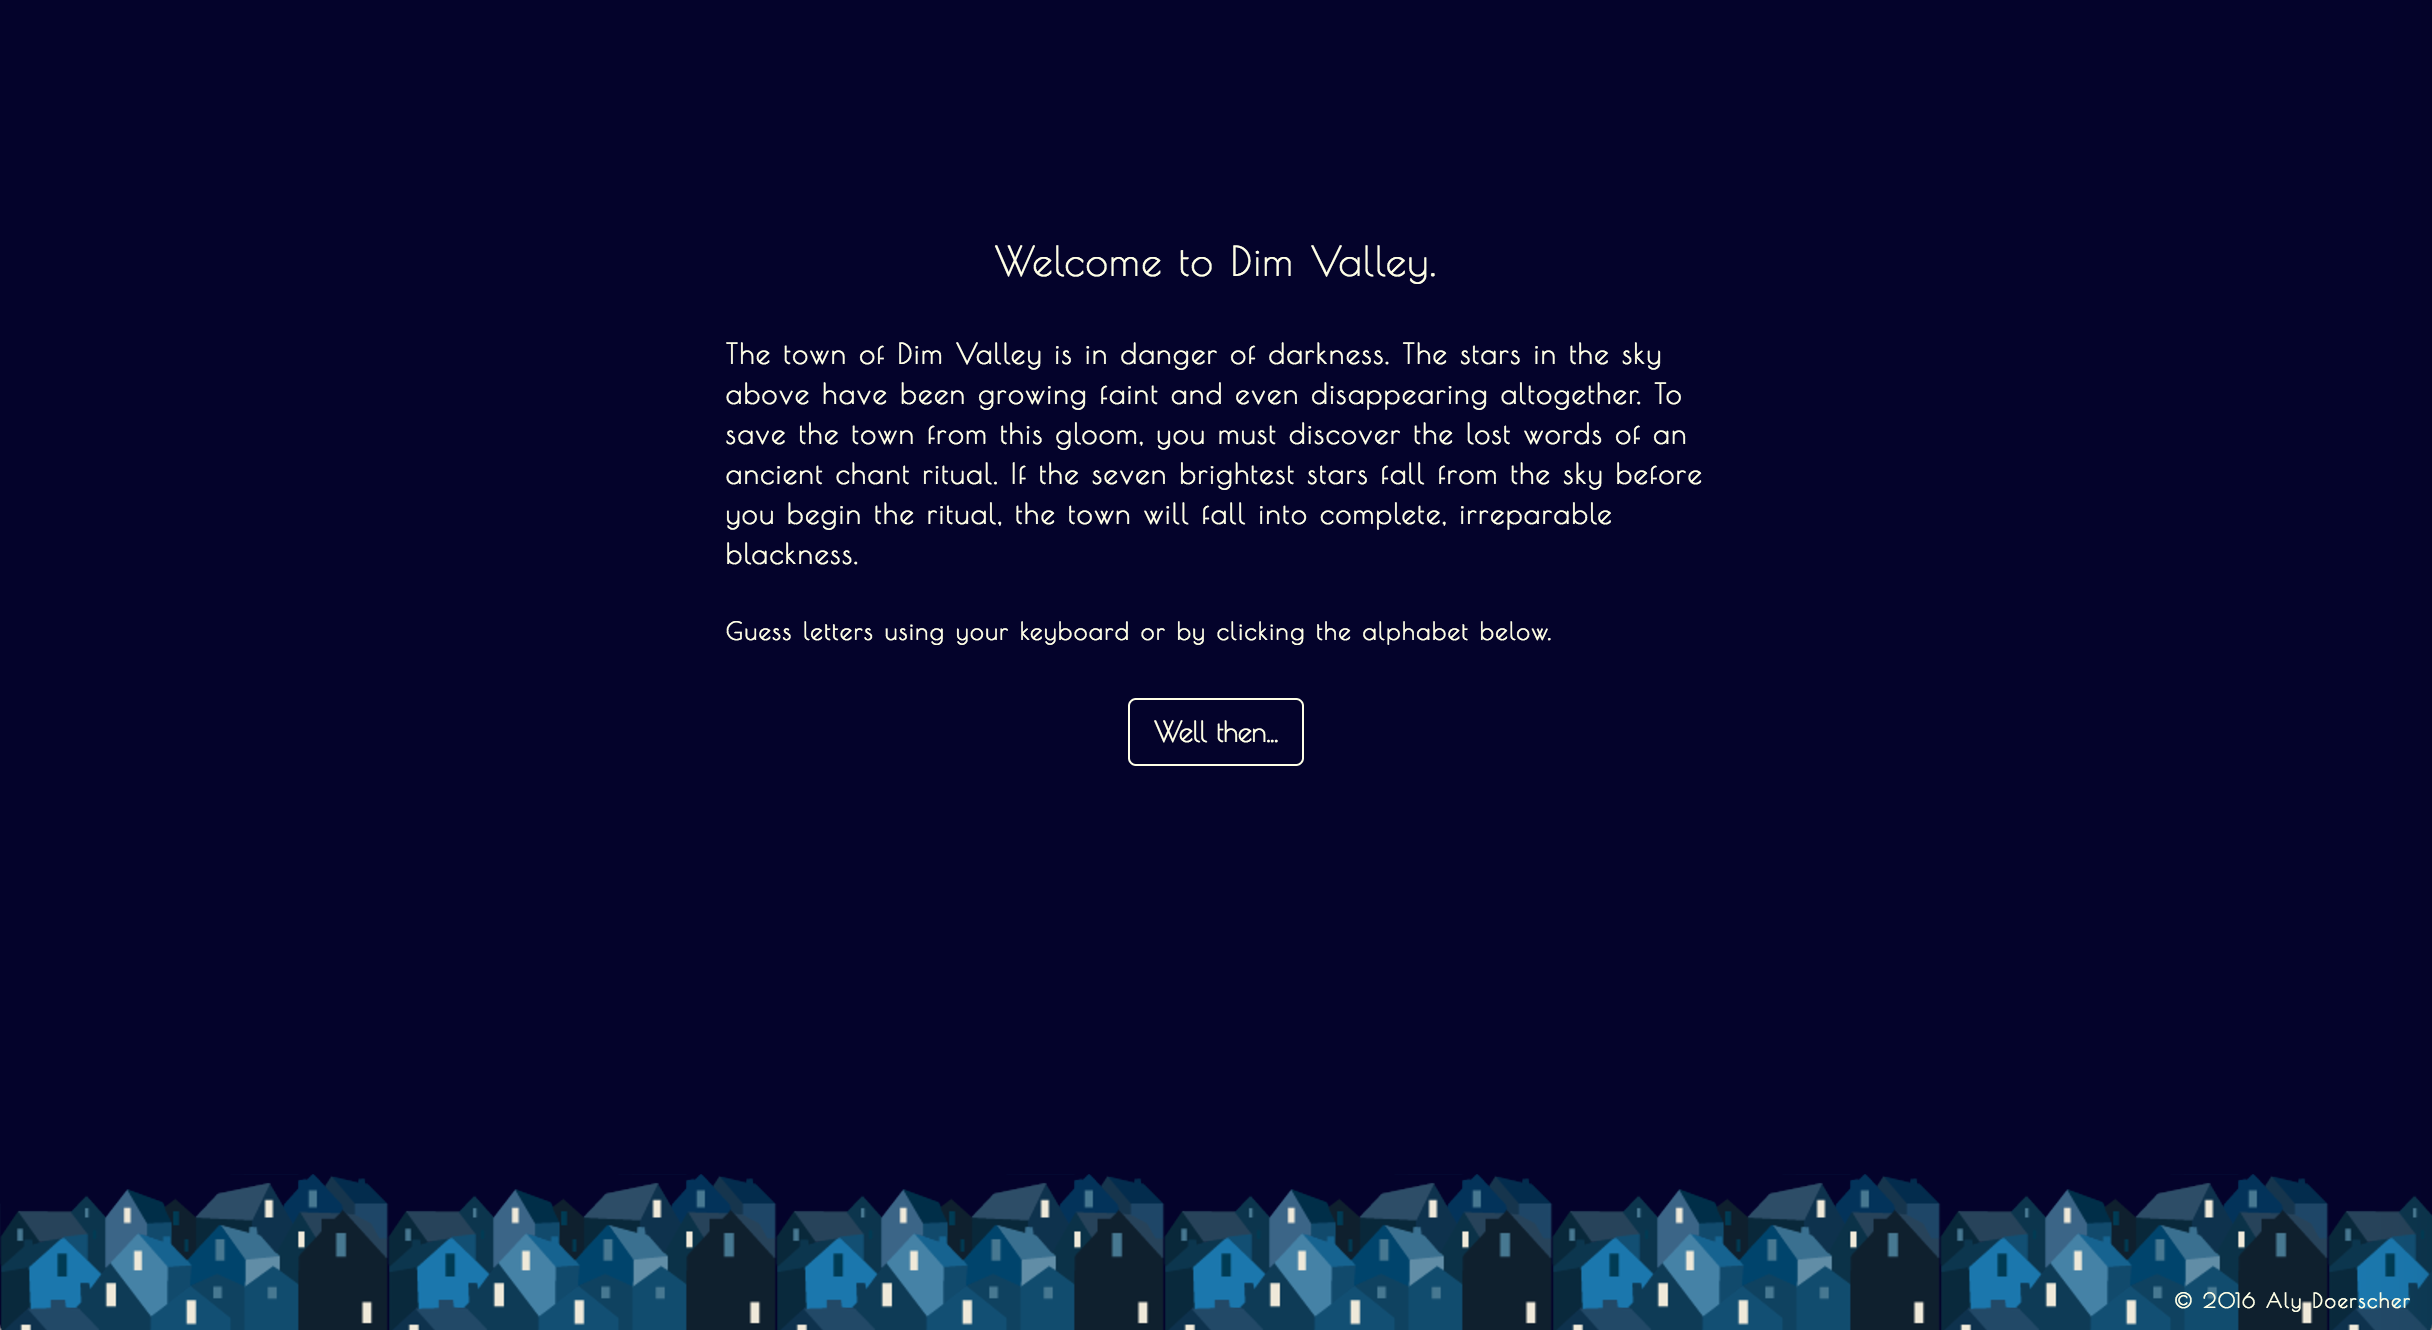 Welcome to Dim Valley.
The town of Dim Valley is in danger of darkness. The stars in the sky
above have been growing faint and even disappearing altogether. To
save the town from this gloom, you must discover the lost words of an
ancient chant ritual. If the seven brightest stars fall from the sky before
you begin the ritual, the town will fall into complete, irreparable
blackness.
Guess letters using your keyboard or by clicking the alphabet below.
Well then...
© 2016 Aly Doerscher